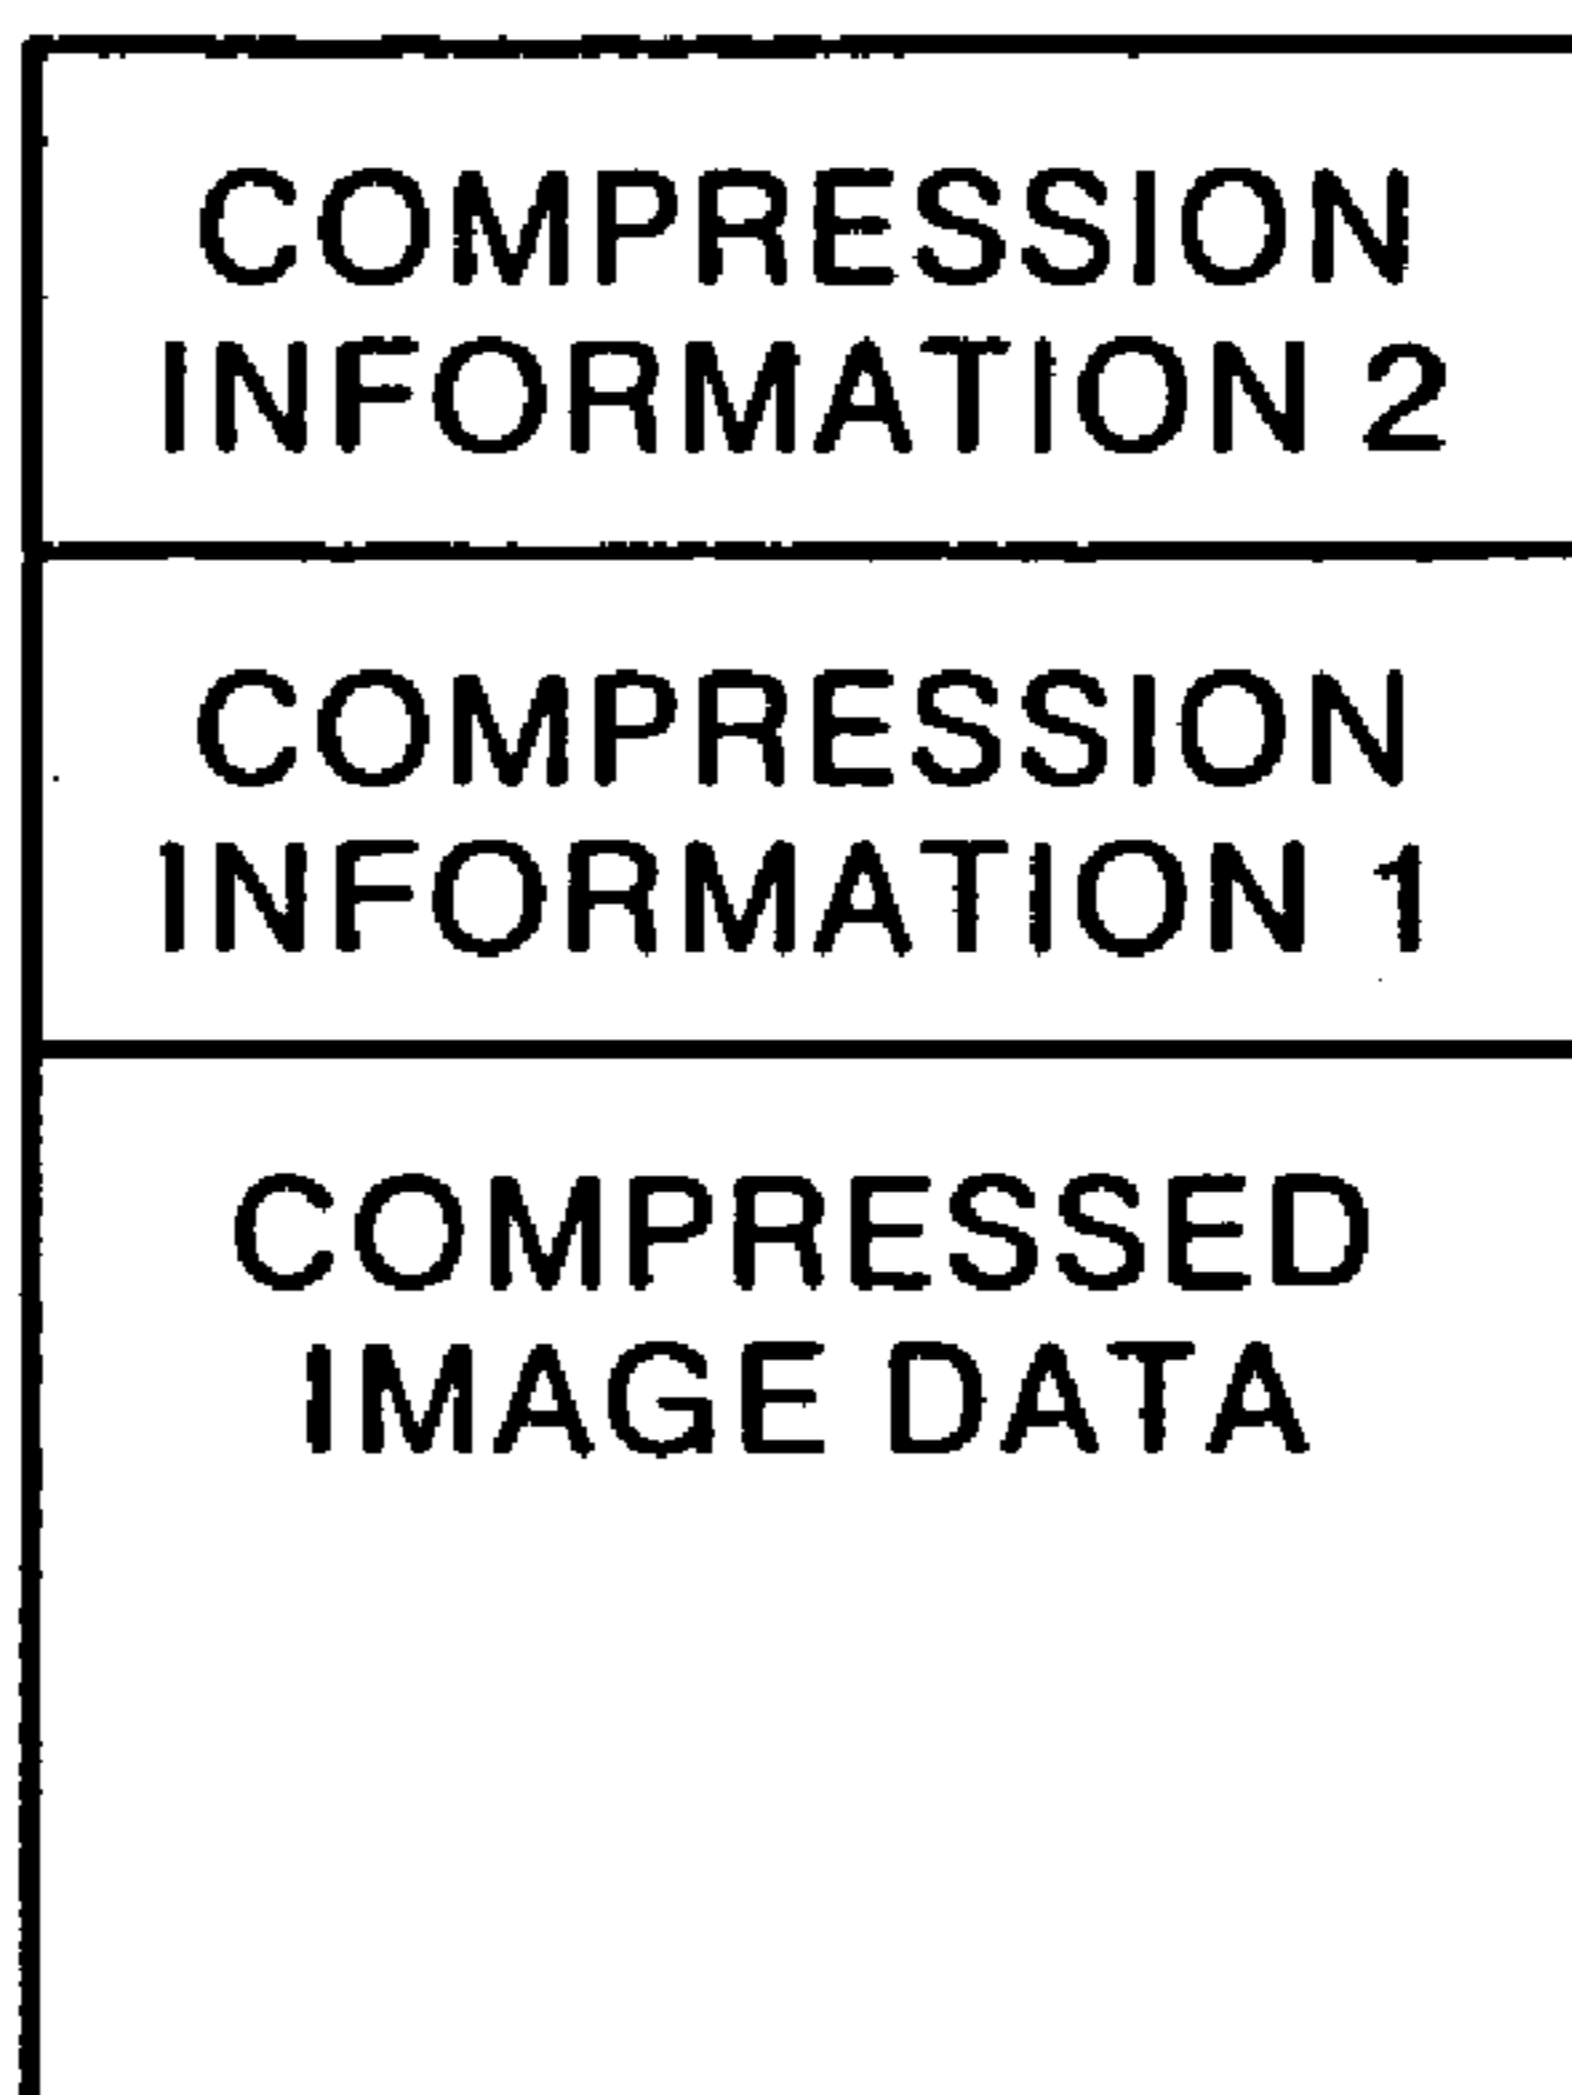 COMPRESSION
INFORMATION 2
COMPRESSION
INFORMATION 1
COMPRESSED
IMAGE DATA